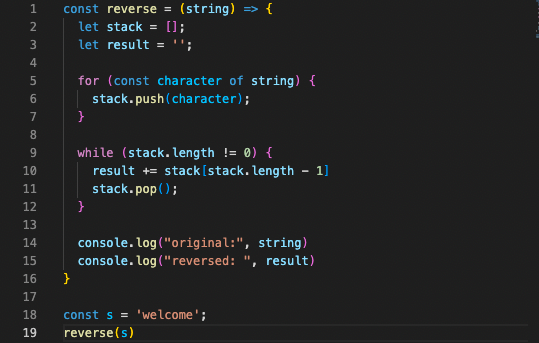 1 const reverse = (string) => {
2 let stack = [];
3 let result = '';
4
5 for (const character of string) {
6 stack.push(character);
7 }
8
9 while (stack.length != 0) {
10 result += stack[stack.length - 1]
11 stack.pop();
12 }
13
14 console.log("original:", string)
15 console.log("reversed: ", result)
16 }
17
18 const s = 'welcome';
19 reverse(s)